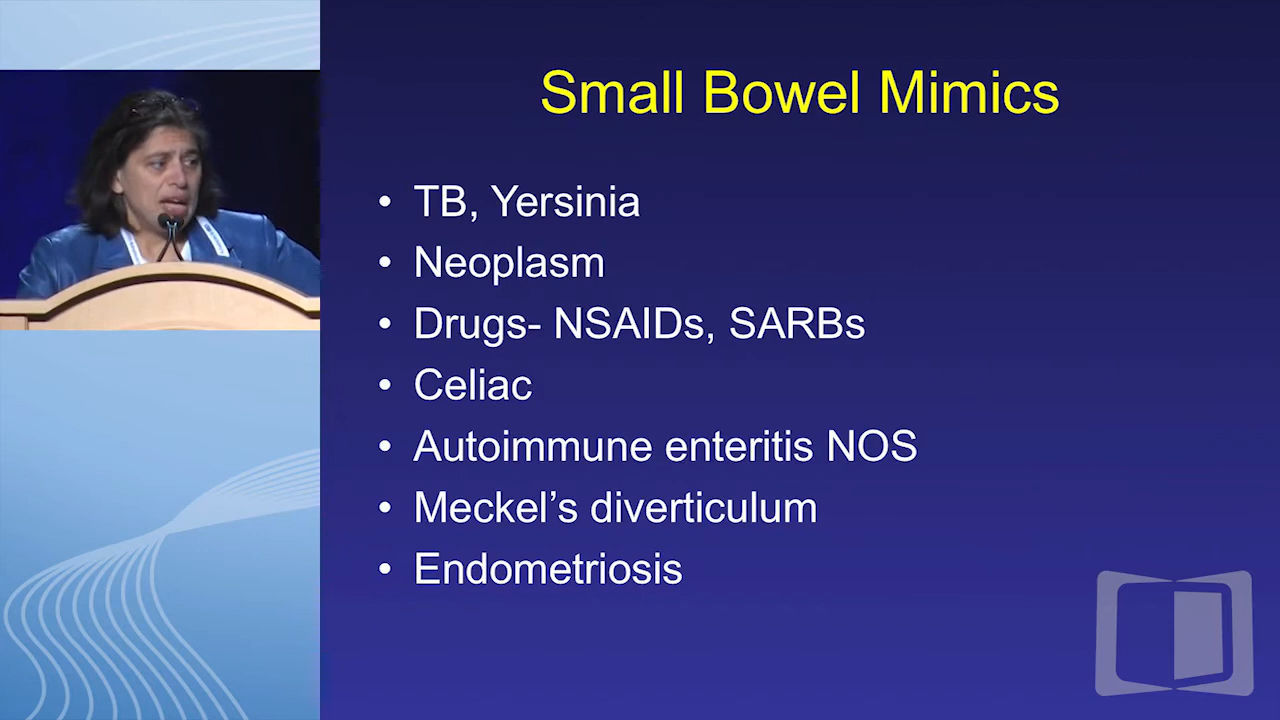 Small Bowel Mimics
• TB, Yersinia
• Neoplasm
• Drugs- NSAIDs, SARBs
• Celiac
• Autoimmune enteritis NOS
• Meckel’s diverticulum
• Endometriosis